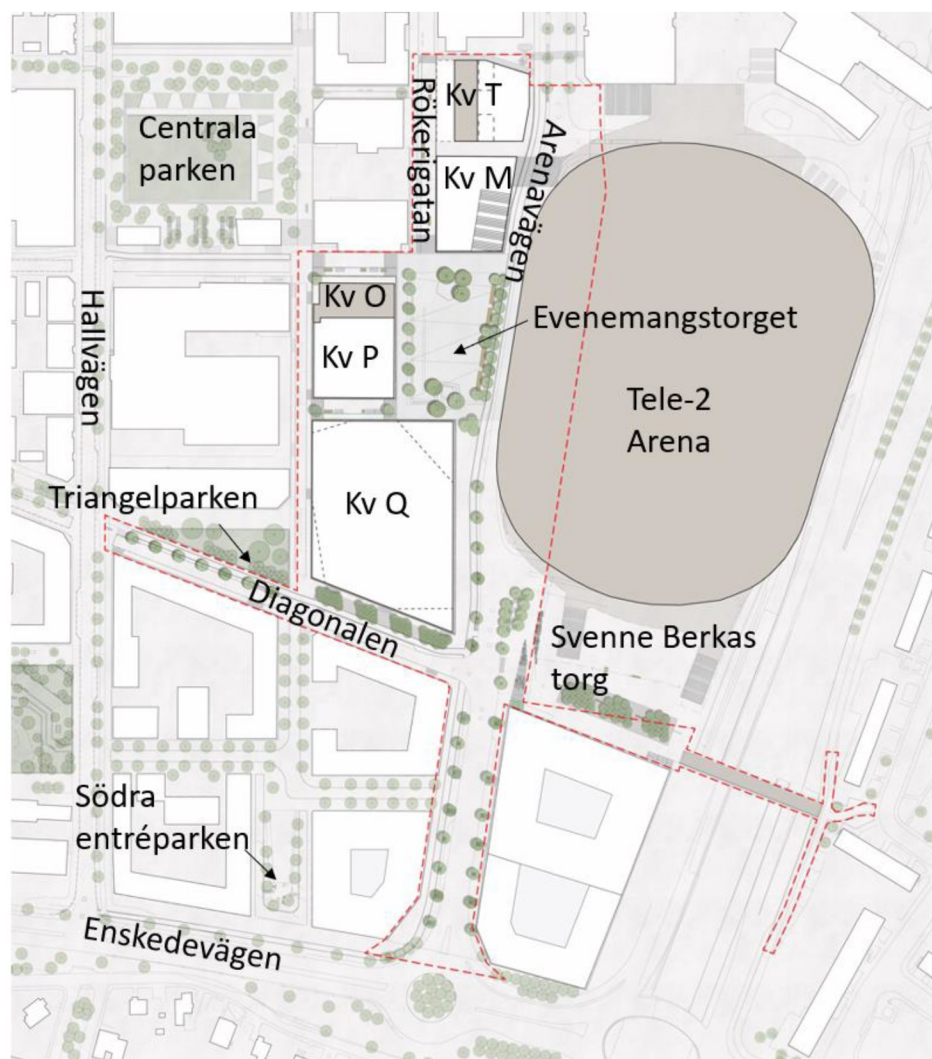 Kv T
Rökerigatan
Centrala
parken
Arenavägen
Kv M
Hallvägen
Kv O
Evenemangstorget
Kv P
Tele-2
Arena
Triangelparken
Kv Q
Diagonalen
Svenne Berkas
torg
Södra
entréparken
Enskedevägen